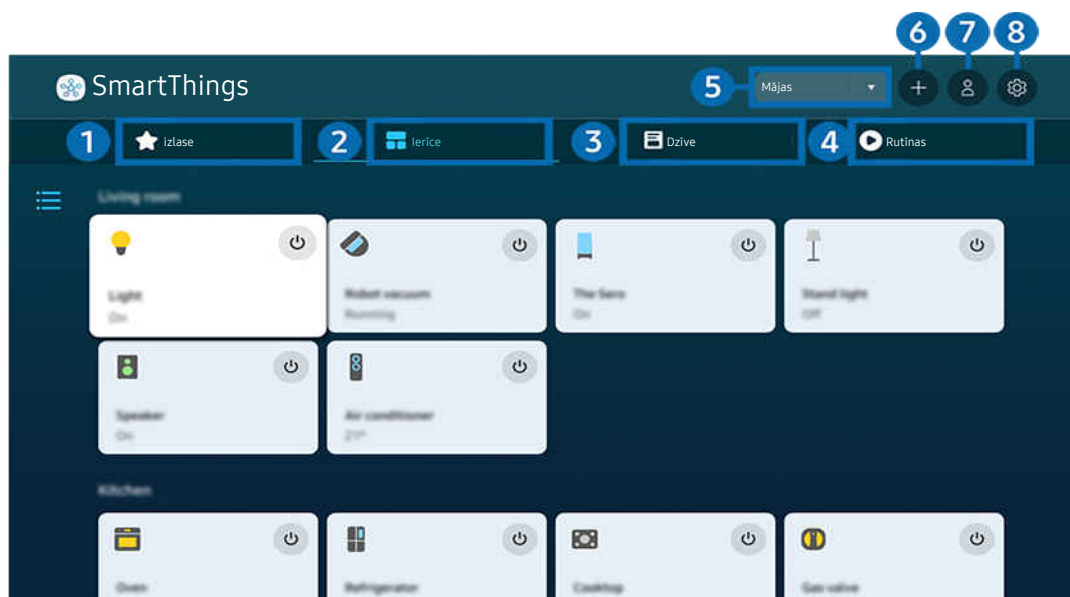 6 7 8
SmartThings
5 Mājas
1 izlase 2 Ierīce 3 Dzīve 4 Rutīnas
Living room
Light Robot vacuum The Sero Stand light
On Running On Off
Speaker Air conditioner
On 21°
Kitchen
Oven Refrigerator Cooktop Gas valve